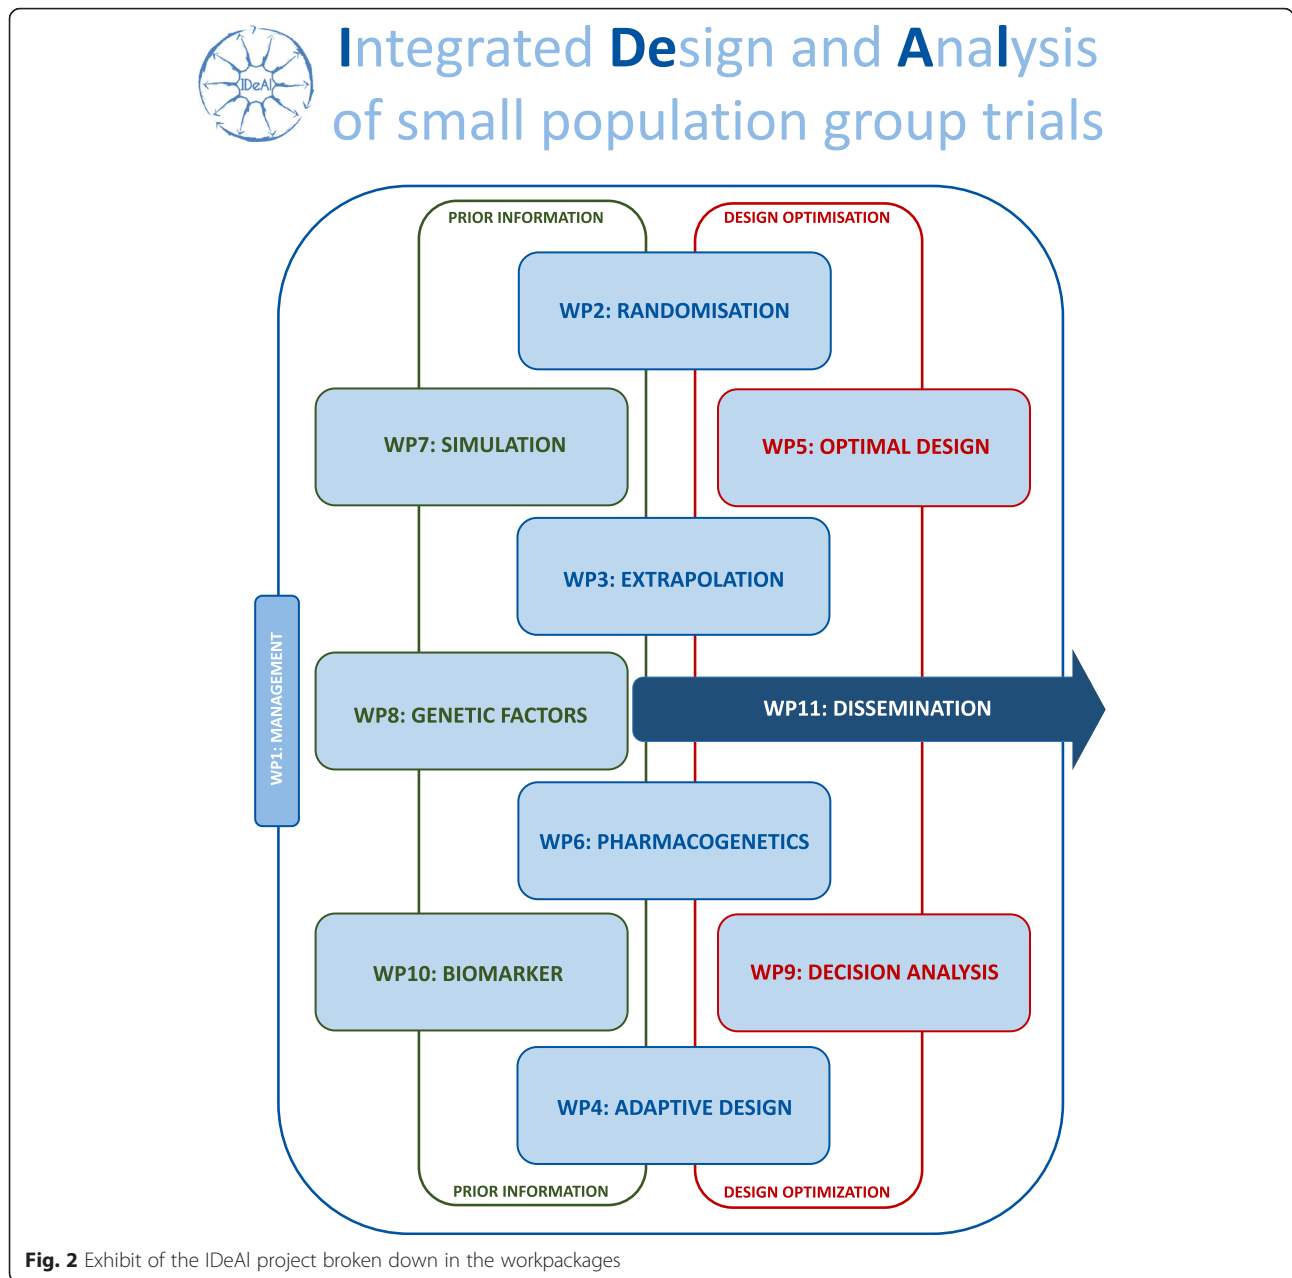 IDeAl
Integrated Design and Analysis
of small population group trials
PRIOR INFORMATION
DESIGN OPTIMISATION
WP2: RANDOMISATION
WP7: SIMULATION
WP5: OPTIMAL DESIGN
WP3: EXTRAPOLATION
WP1: MANAGEMENT
WP8: GENETIC FACTORS
WP11: DISSEMINATION
WP6: PHARMACOGENETICS
WP10: BIOMARKER
WP9: DECISION ANALYSIS
WP4: ADAPTIVE DESIGN
PRIOR INFORMATION
DESIGN OPTIMIZATION
Fig. 2 Exhibit of the IDeAl project broken down in the workpackages